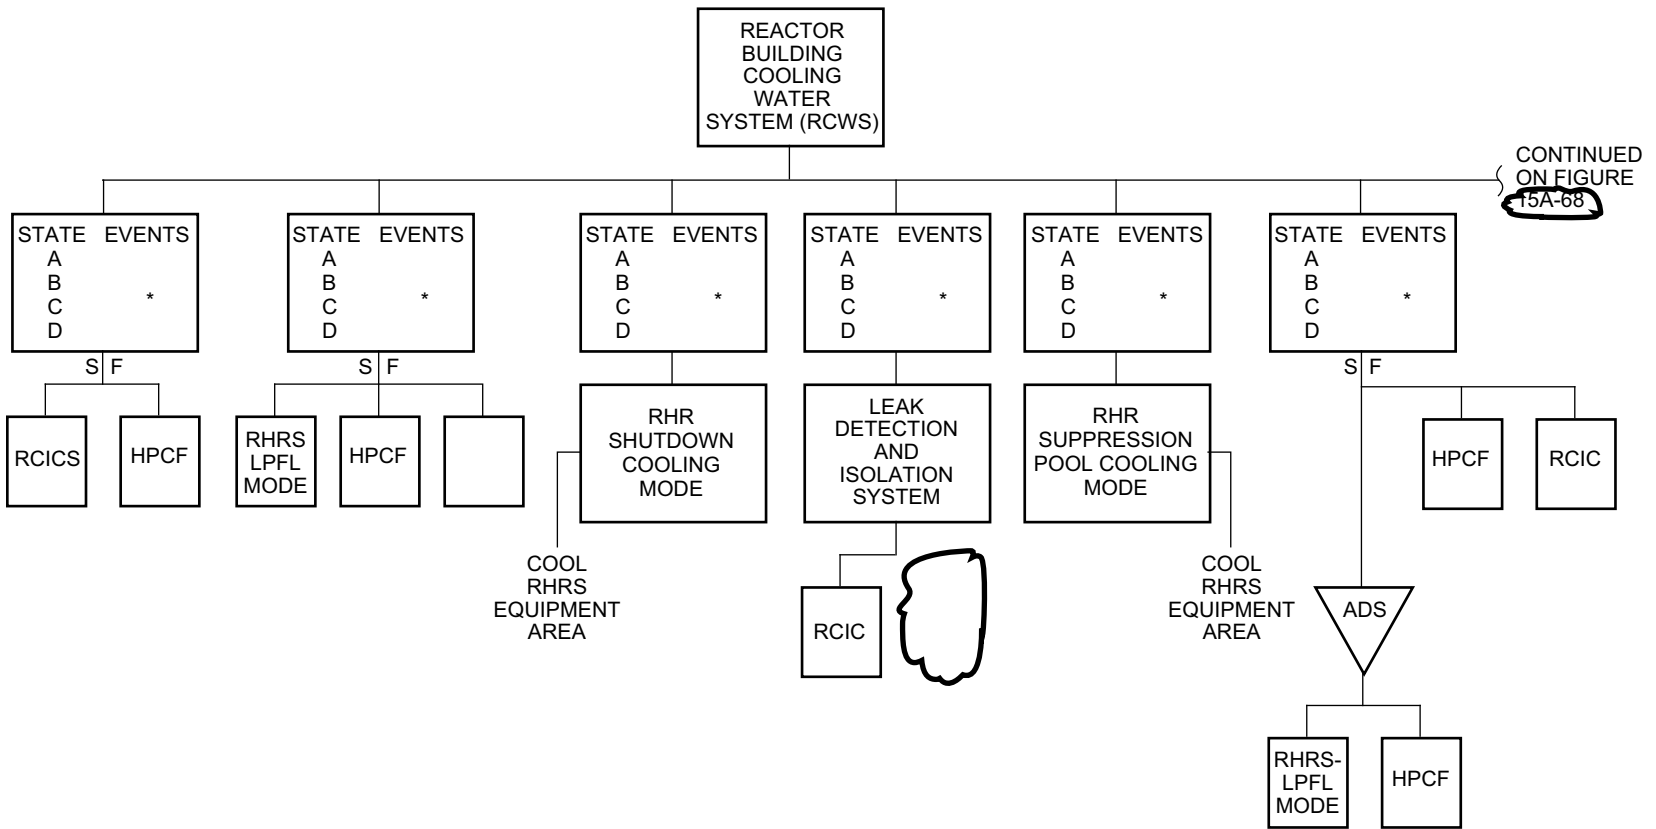 REACTOR
BUILDING
COOLING
WATER
SYSTEM (RCWS)
CONTINUED
ON FIGURE
15A-68
STATE EVENTS
A
B
C
D
*
S F
RCICS
HPCF
STATE EVENTS
A
B
C
D
*
S F
RHRS
LPFL
MODE
HPCF
STATE EVENTS
A
B
C
D
*
RHR
SHUTDOWN
COOLING
MODE
COOL
RHRS
EQUIPMENT
AREA
STATE EVENTS
A
B
C
D
*
LEAK
DETECTION
AND
ISOLATION
SYSTEM
RCIC
STATE EVENTS
A
B
C
D
*
RHR
SUPPRESSION
POOL COOLING
MODE
COOL
RHRS
EQUIPMENT
AREA
STATE EVENTS
A
B
C
D
*
S F
HPCF
RCIC
ADS
RHRS-
LPFL
MODE
HPCF